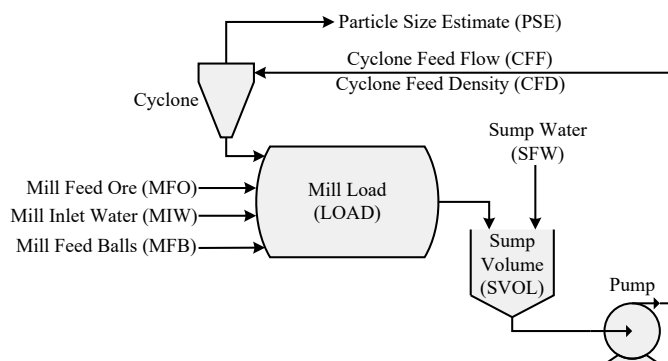 Particle Size Estimate (PSE)
Cyclone Feed Flow (CFF)
Cyclone Feed Density (CFD)
Cyclone
Sump Water
(SFW)
Mill Feed Ore (MFO)
Mill Inlet Water (MIW)
Mill Feed Balls (MFB)
Mill Load
(LOAD)
Sump
Volume
(SVOL)
Pump